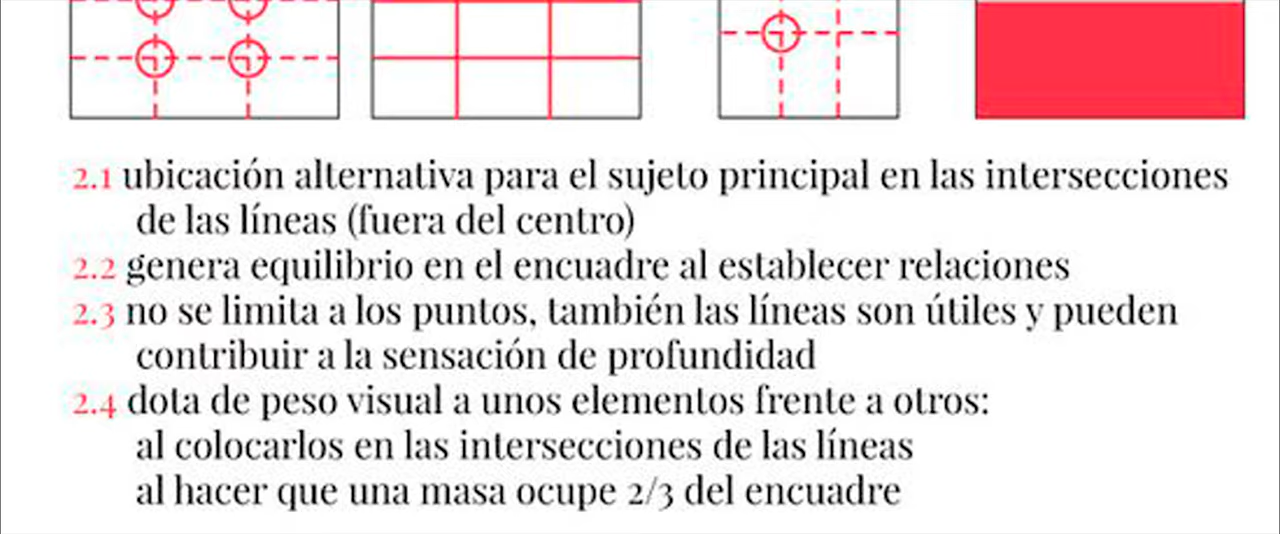 2.1 ubicación alternativa para el sujeto principal en las intersecciones
de las líneas (fuera del centro)
2.2 genera equilibrio en el encuadre al establecer relaciones
2.3 no se limita a los puntos, también las líneas son útiles y pueden
contribuir a la sensación de profundidad
2.4 dota de peso visual a unos elementos frente a otros:
al colocarlos en las intersecciones de las líneas
al hacer que una masa ocupe 2/3 del encuadre